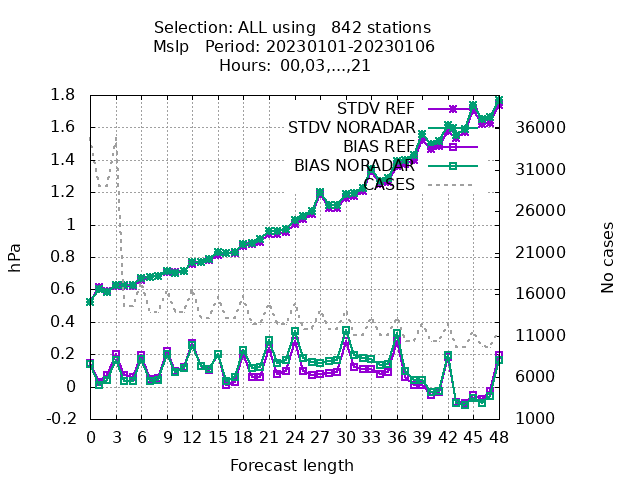 Selection: ALL using   842 stations
Mslp   Period: 20230101-20230106
Hours:  00,03,...,21
STDV REF
STDV NORADAR
BIAS REF
BIAS NORADAR
CASES
hPa
1.8
1.6
1.4
1.2
1
0.8
0.6
0.4
0.2
0
-0.2
No cases
36000
31000
26000
21000
16000
11000
6000
1000
0 3 6 9 12 15 18 21 24 27 30 33 36 39 42 45 48
Forecast length